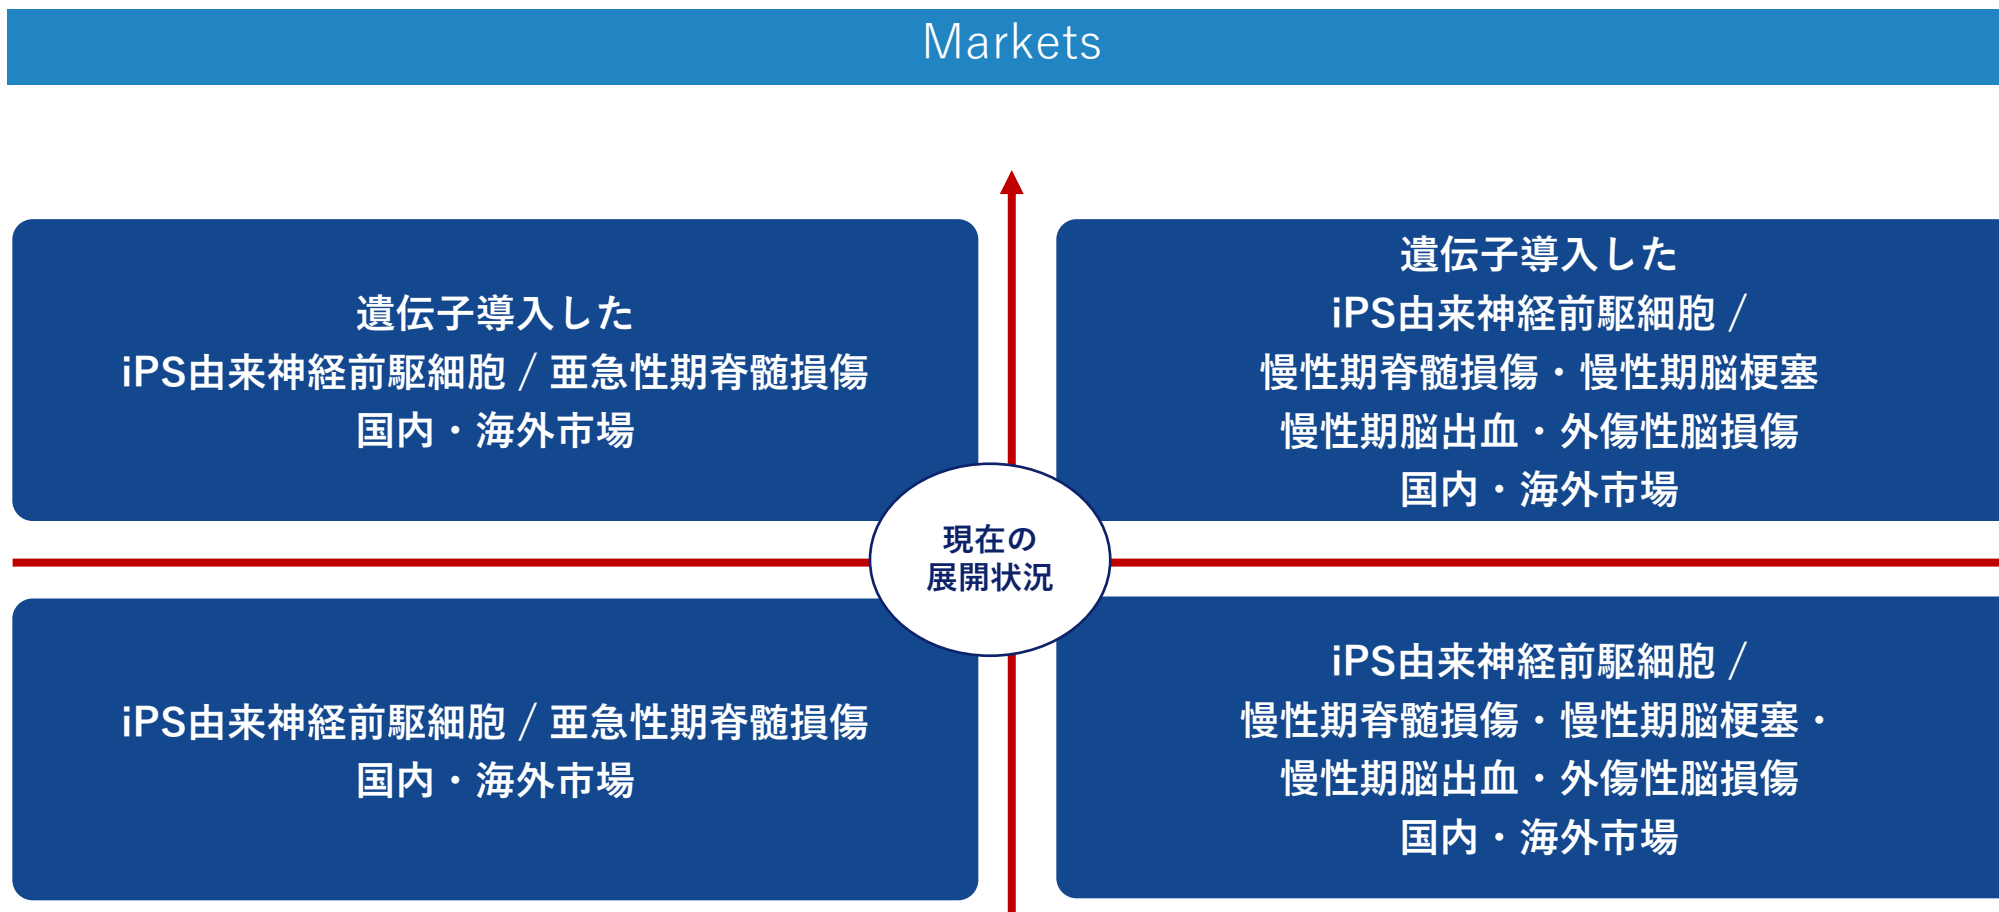 Markets
遺伝子導入した
iPS由来神経前駆細胞 / 亜急性期脊髄損傷
国内・海外市場
遺伝子導入した
iPS由来神経前駆細胞 /
慢性期脊髄損傷・慢性期脳梗塞
慢性期脳出血・外傷性脳損傷
国内・海外市場
現在の
展開状況
iPS由来神経前駆細胞 / 亜急性期脊髄損傷
国内・海外市場
iPS由来神経前駆細胞 /
慢性期脊髄損傷・慢性期脳梗塞・
慢性期脳出血・外傷性脳損傷
国内・海外市場